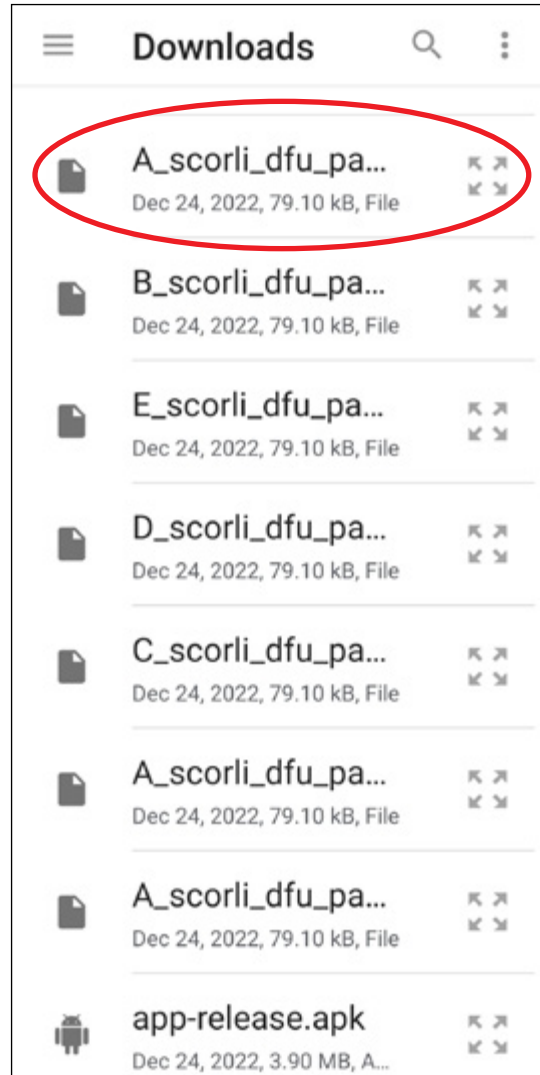 Downloads
A_scorli_dfu_pa...
Dec 24, 2022, 79.10 kB, File
B_scorli_dfu_pa...
Dec 24, 2022, 79.10 kB, File
E_scorli_dfu_pa...
Dec 24, 2022, 79.10 kB, File
D_scorli_dfu_pa...
Dec 24, 2022, 79.10 kB, File
C_scorli_dfu_pa...
Dec 24, 2022, 79.10 kB, File
A_scorli_dfu_pa...
Dec 24, 2022, 79.10 kB, File
A_scorli_dfu_pa...
Dec 24, 2022, 79.10 kB, File
app-release.apk
Dec 24, 2022, 3.90 MB, A...